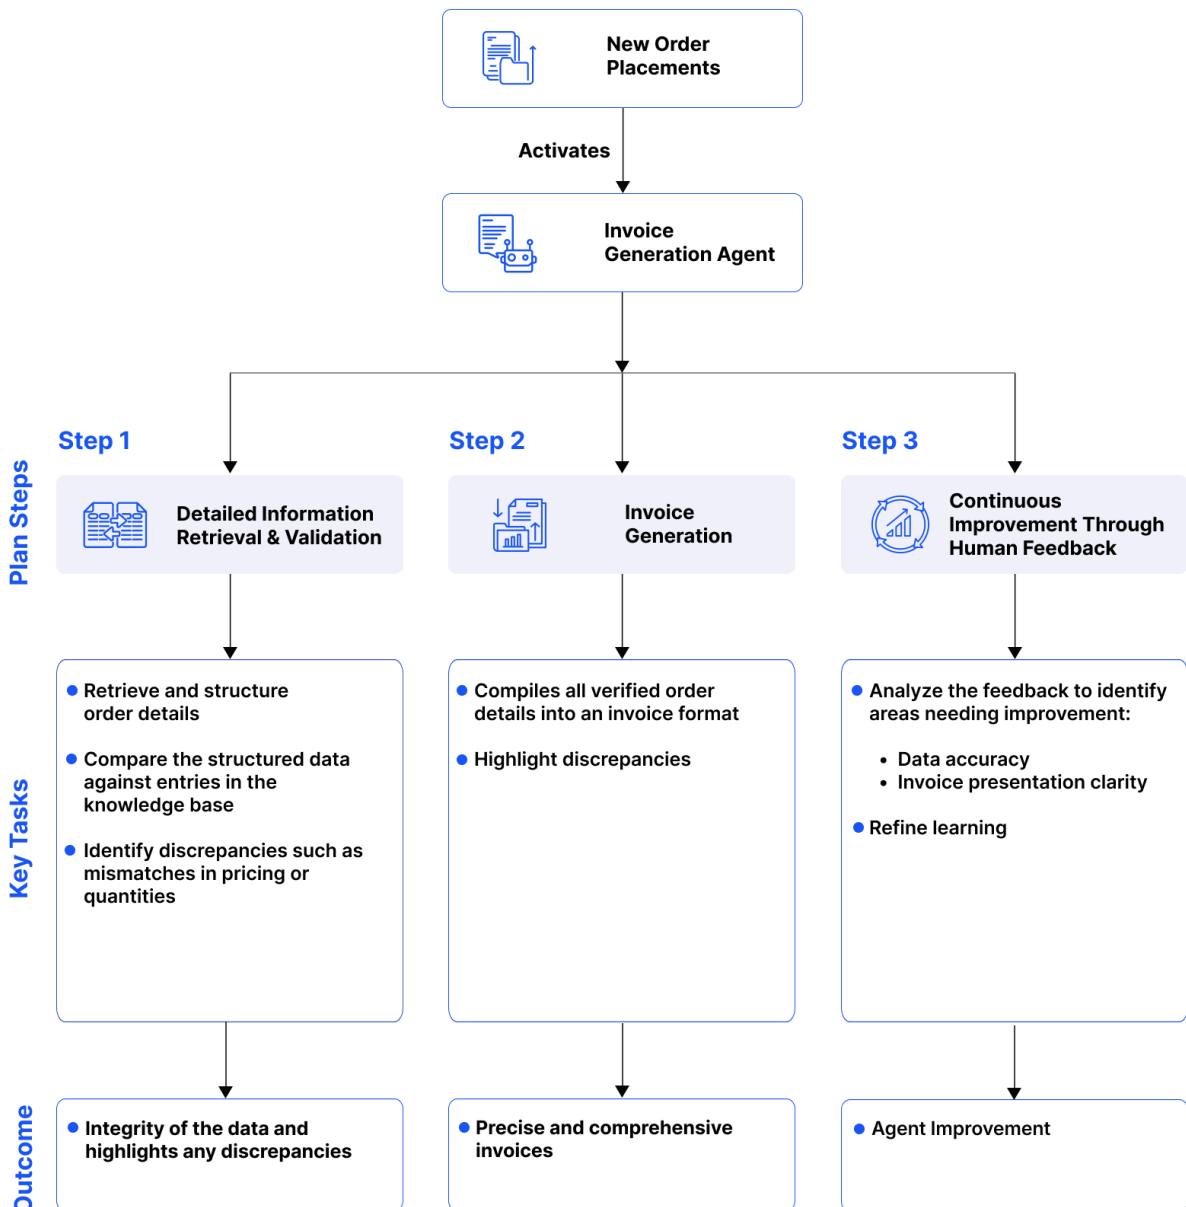 New Order
Placements
Activates
Invoice
Generation Agent
Plan Steps
Step 1
Step 2
Step 3
Detailed Information
Retrieval & Validation
Invoice
Generation
Continuous
Improvement Through
Human Feedback
Key Tasks
Retrieve and structure
order details
Compare the structured data
against entries in the
knowledge base
Identify discrepancies such as
mismatches in pricing or
quantities
Compiles all verified order
details into an invoice format
Highlight discrepancies
Analyze the feedback to identify
areas needing improvement:
Data accuracy
Invoice presentation clarity
Refine learning
Outcome
Integrity of the data and
highlights any discrepancies
Precise and comprehensive
invoices
Agent Improvement